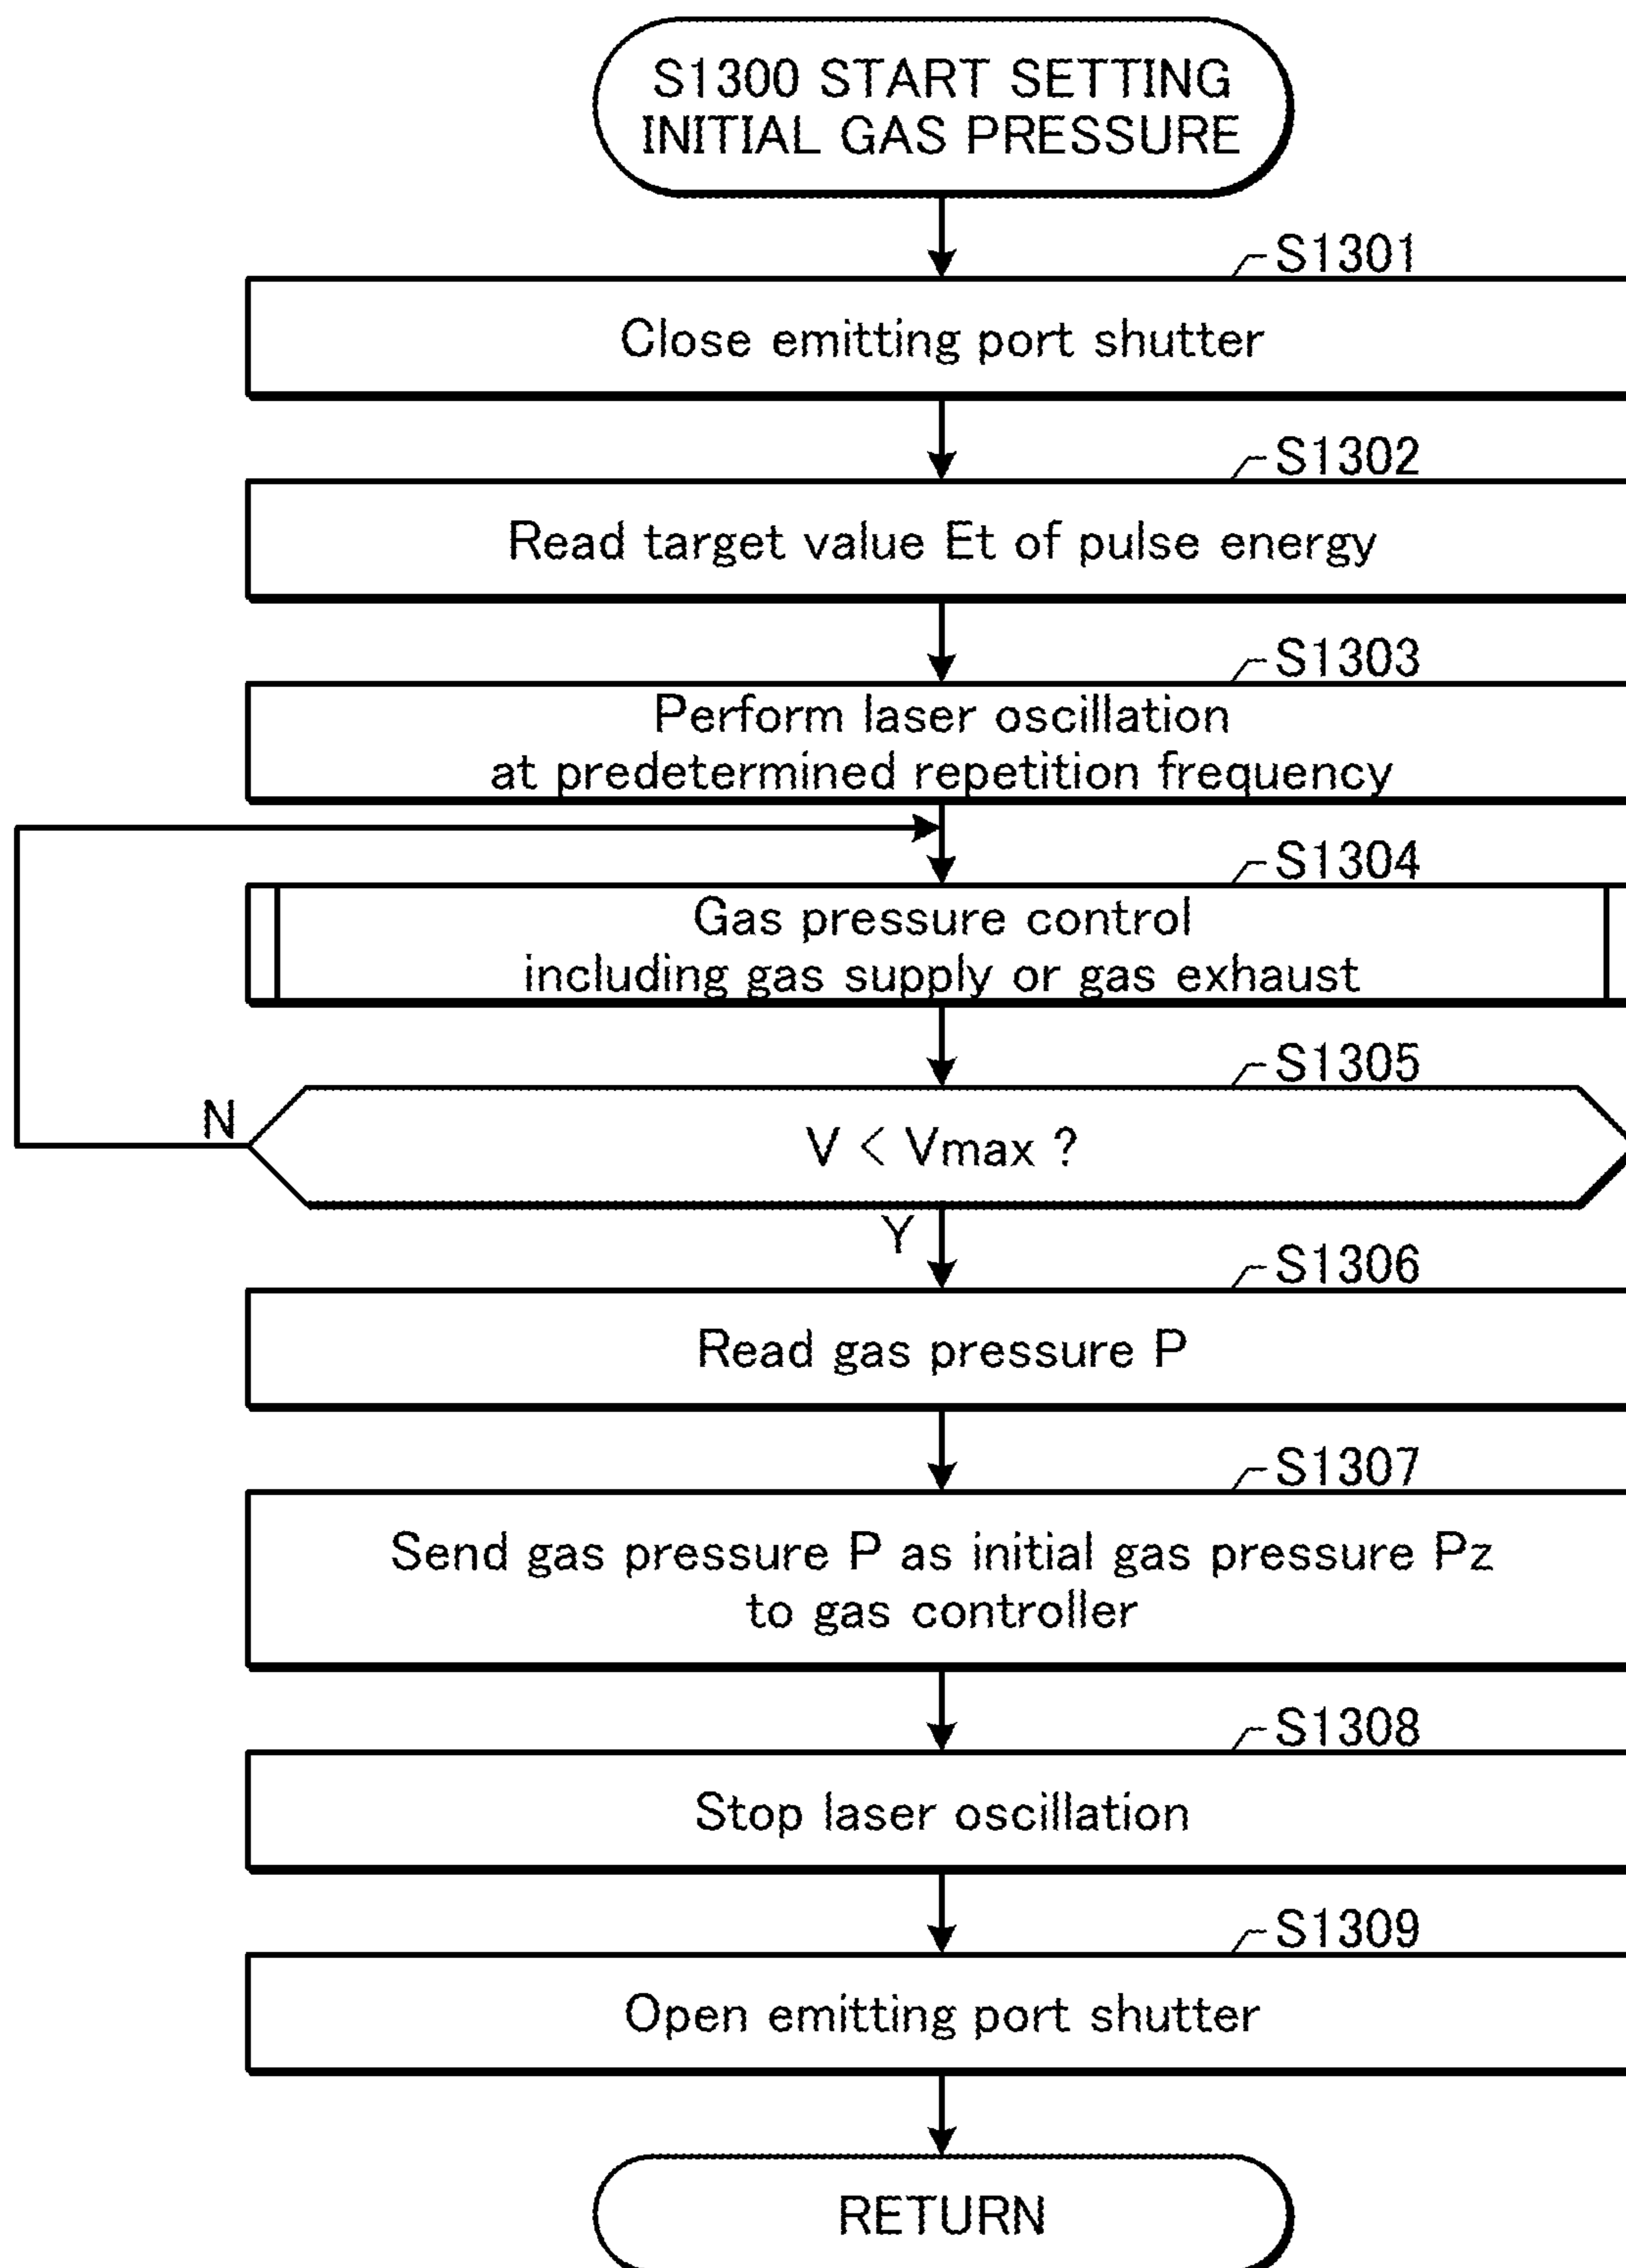 S1300 START SETTING
INITIAL GAS PRESSURE
S1301
Close emitting port shutter
S1302
Read target value Et of pulse energy
S1303
Perform laser oscillation
at predetermined repetition frequency
S1304
Gas pressure control
including gas supply or gas exhaust
S1305
N
V < Vmax ?
Y
S1306
Read gas pressure P
S1307
Send gas pressure P as initial gas pressure Pz
to gas controller
S1308
Stop laser oscillation
S1309
Open emitting port shutter
RETURN